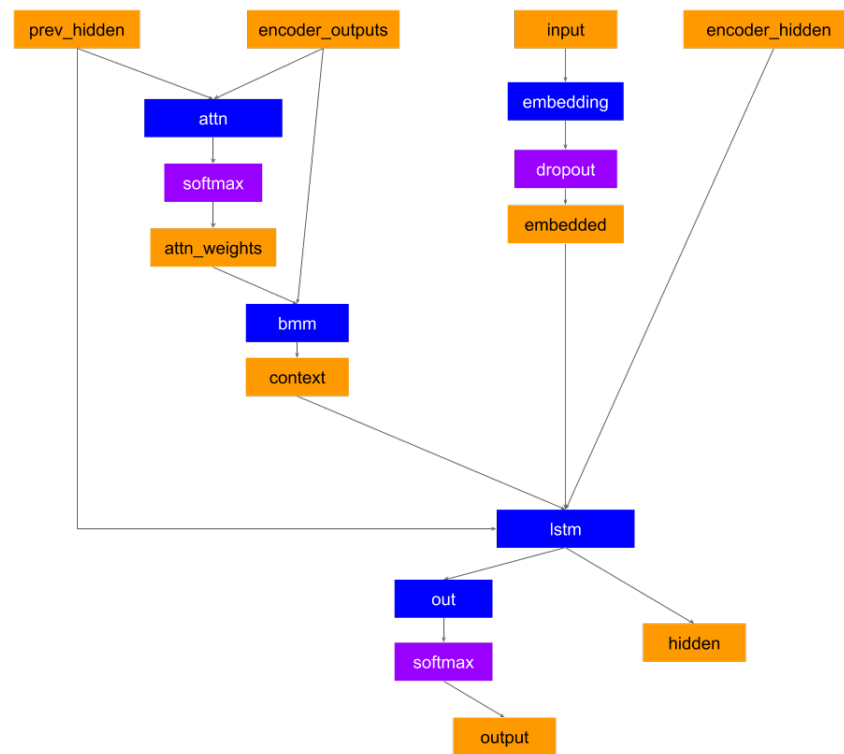 prev_hidden
encoder_outputs
input
encoder_hidden
attn
embedding
softmax
dropout
attn_weights
embedded
bmm
context
lstm
out
hidden
softmax
output